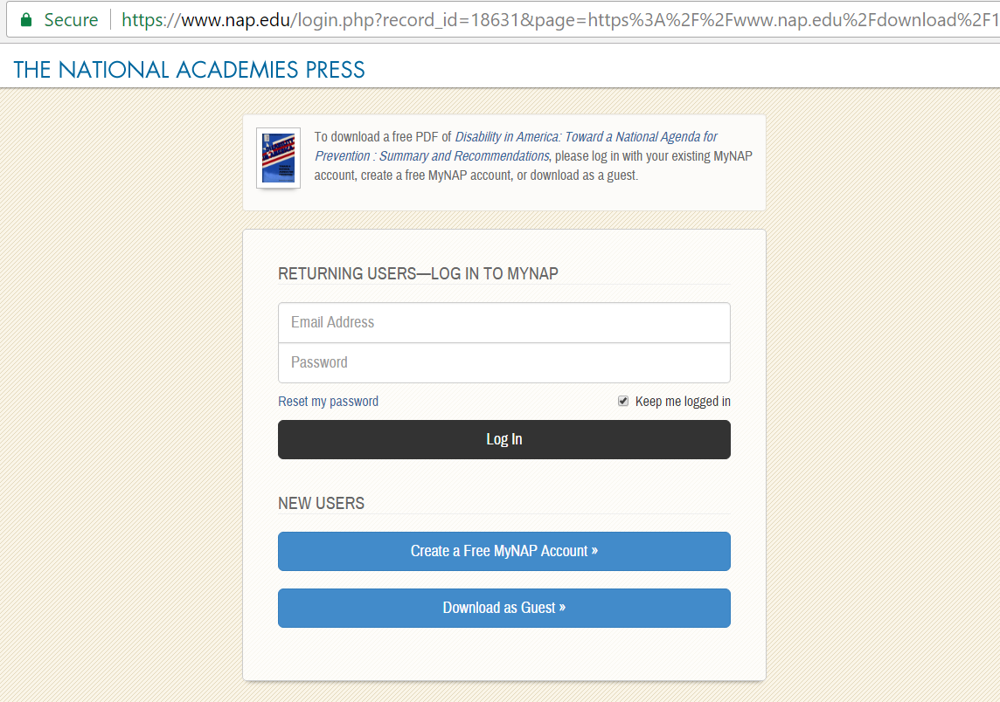 Secure https://www.nap.edu/login.php?record_id=18631&page=https%3A%2F%2Fwww.nap.edu%2Fdownload%2F1
THE NATIONAL ACADEMIES PRESS
To download a free PDF of Disability in America: Toward a National Agenda for
Prevention : Summary and Recommendations, please log in with your existing MyNAP
account, create a free MyNAP account, or download as a guest.
RETURNING USERS—LOG IN TO MYNAP
Email Address
Password
Reset my password Keep me logged in
Log In
NEW USERS
Create a Free MyNAP Account »
Download as Guest »